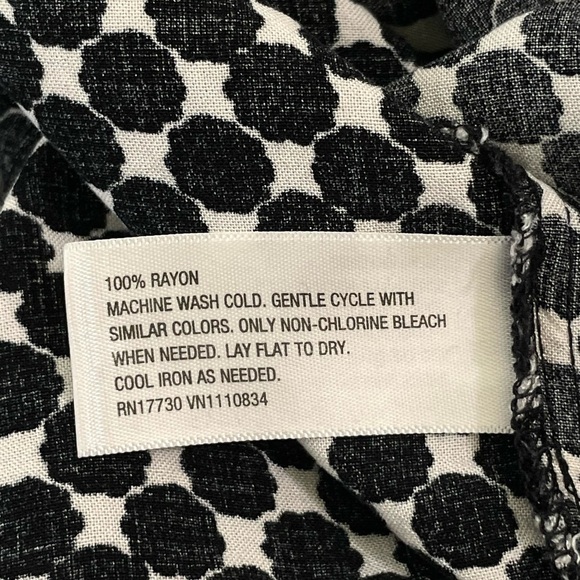 100% RAYON
MACHINE WASH COLD. GENTLE CYCLE WITH
SIMILAR COLORS. ONLY NON-CHLORINE BLEACH
WHEN NEEDED. LAY FLAT TO DRY.
COOL IRON AS NEEDED.
RN17730 VN1110834